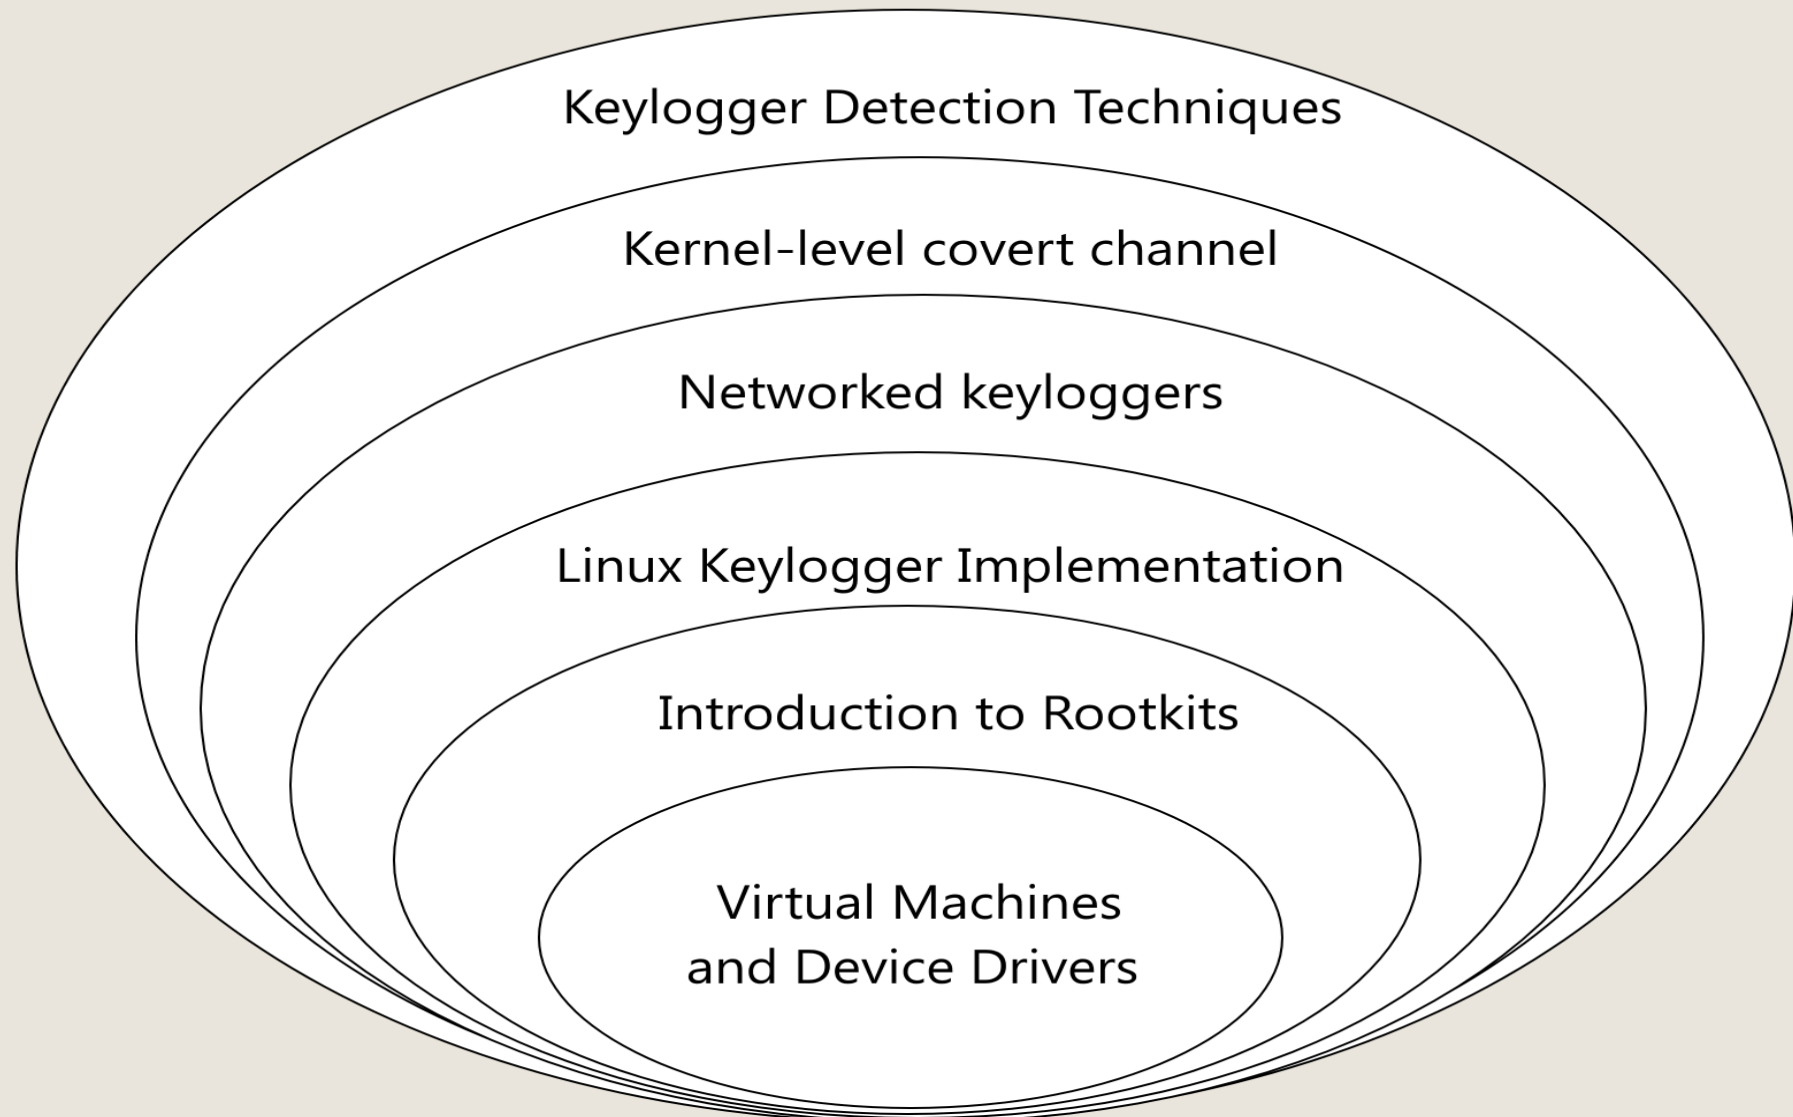 Keylogger Detection Techniques
Kernel-level covert channel
Networked keyloggers
Linux Keylogger Implementation
Introduction to Rootkits
Virtual Machines
and Device Drivers